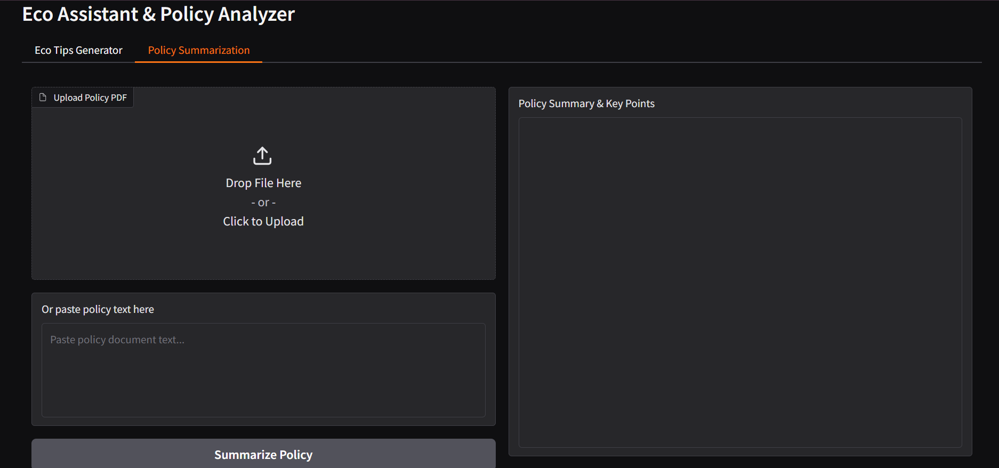 Eco Assistant & Policy Analyzer
Eco Tips Generator
Policy Summarization
Upload Policy PDF
Drop File Here
- or -
Click to Upload
Or paste policy text here
Paste policy document text...
Summarize Policy
Policy Summary & Key Points